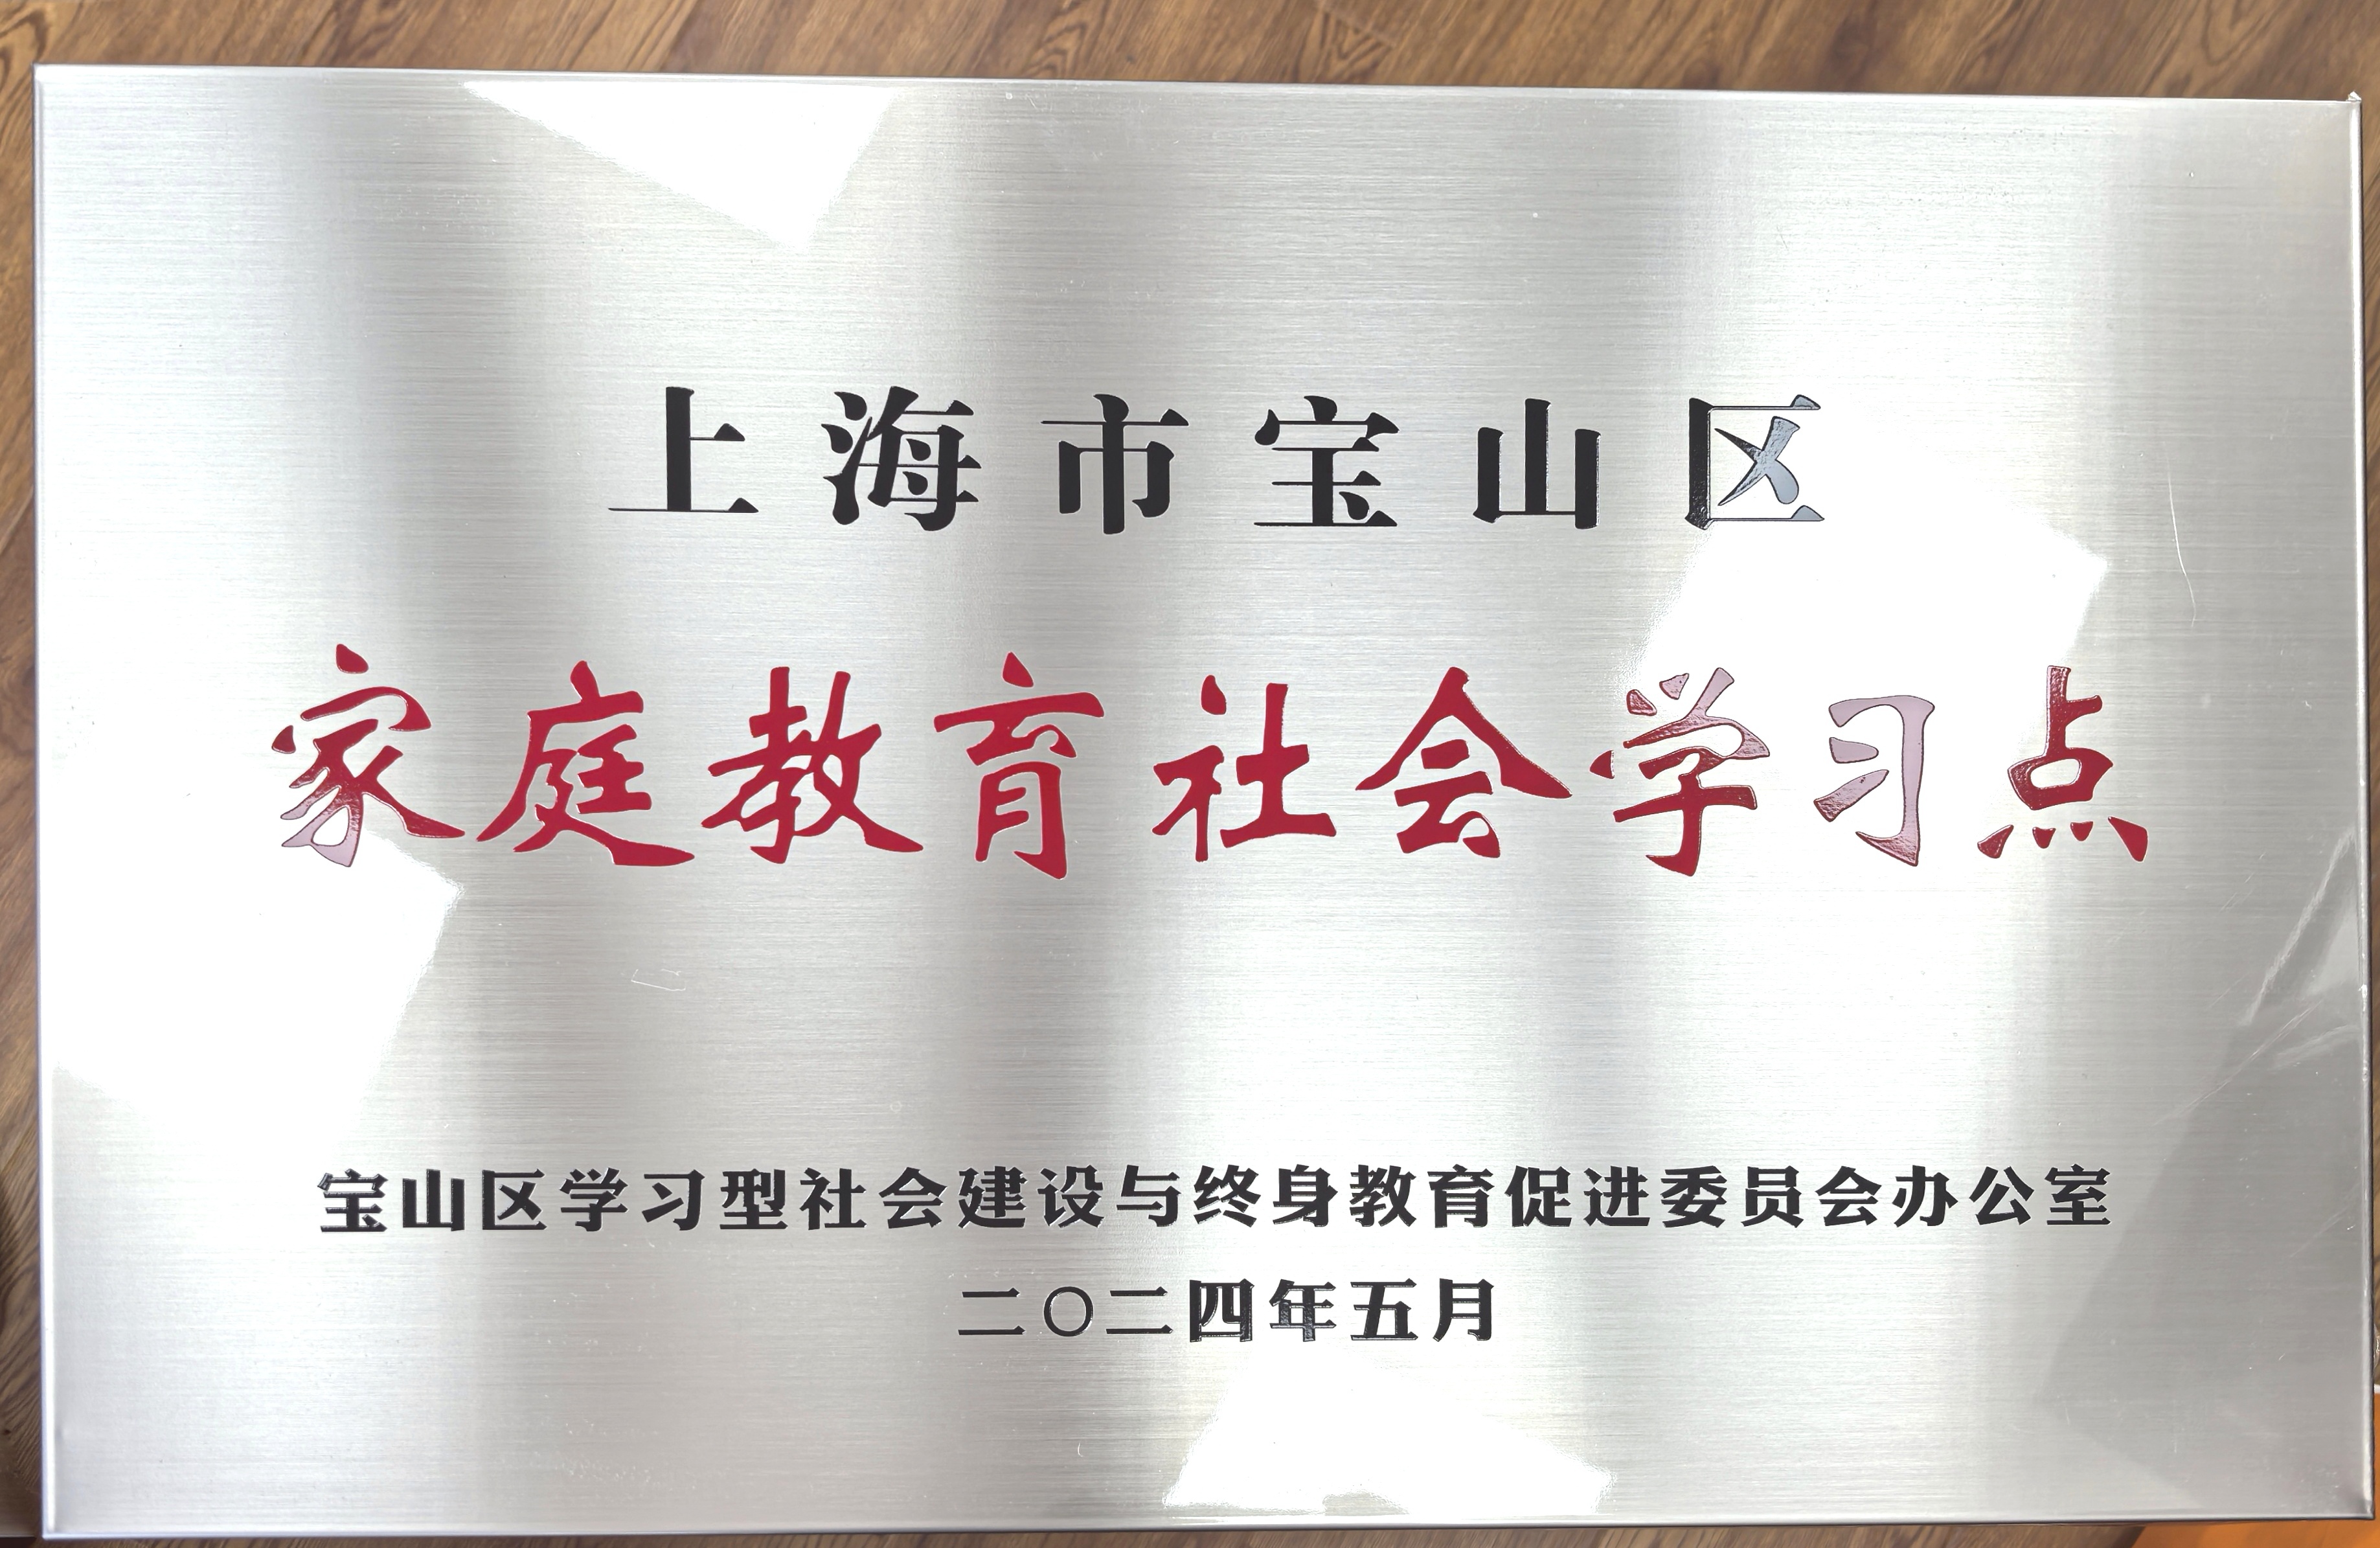 上海市宝山区
家庭教育社会学习点
宝山区学习型社会建设与终身教育促进委员会办公室
二〇二四年五月